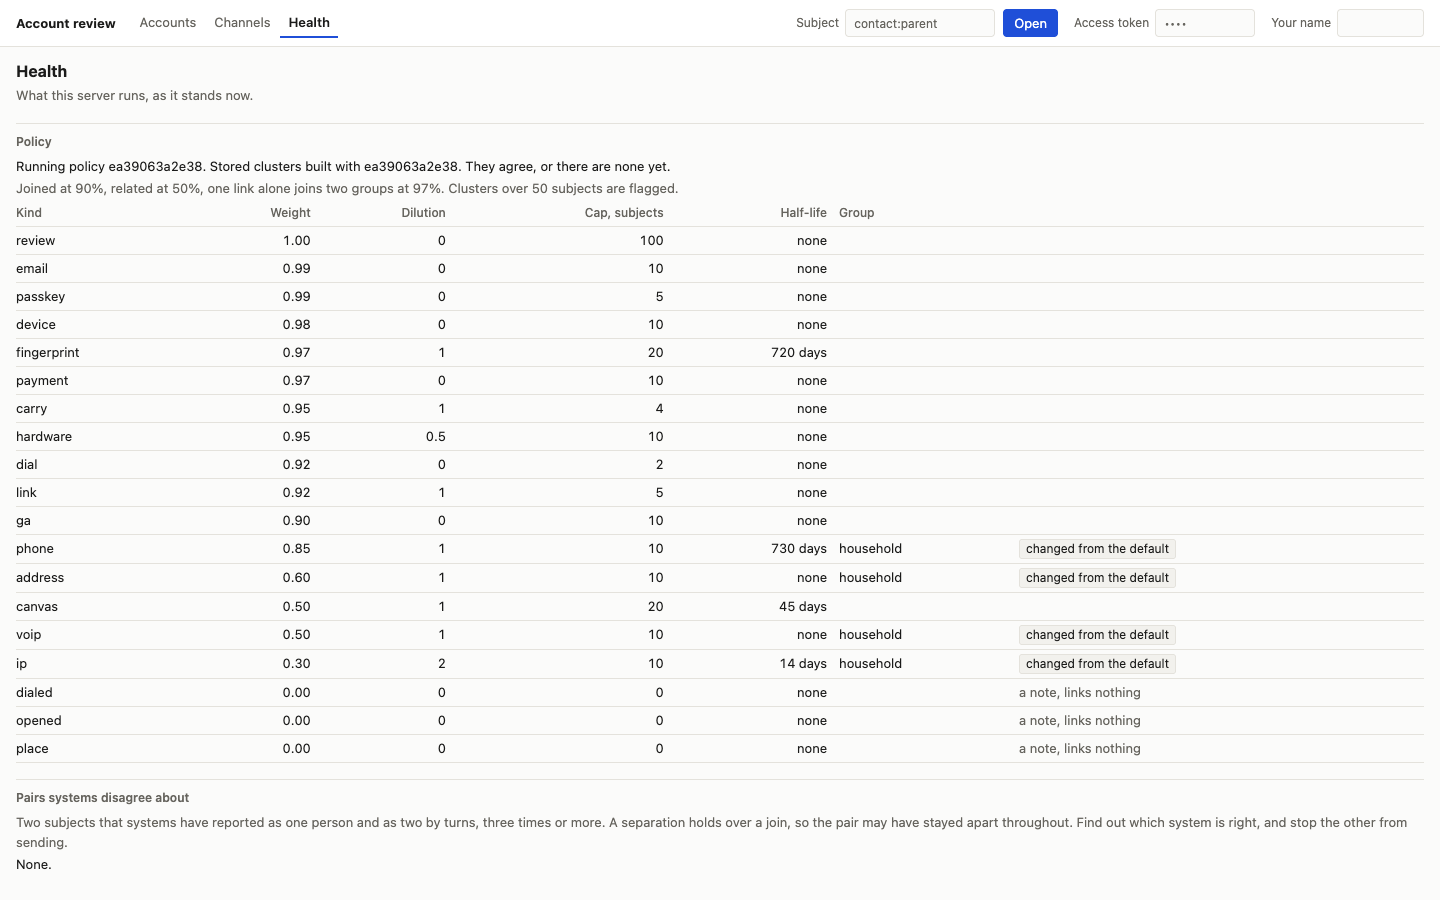 Account review Accounts Channels Health Subject contact:parent Open Access token •••• Your name
Health
What this server runs, as it stands now.
Policy
Running policy ea39063a2e38. Stored clusters built with ea39063a2e38. They agree, or there are none yet.
Joined at 90%, related at 50%, one link alone joins two groups at 97%. Clusters over 50 subjects are flagged.
Kind Weight Dilution Cap, subjects Half-life Group
review 1.00 0 100 none
email 0.99 0 10 none
passkey 0.99 0 5 none
device 0.98 0 10 none
fingerprint 0.97 1 20 720 days
payment 0.97 0 10 none
carry 0.95 1 4 none
hardware 0.95 0.5 10 none
dial 0.92 0 2 none
link 0.92 1 5 none
ga 0.90 0 10 none
phone 0.85 1 10 730 days household changed from the default
address 0.60 1 10 none household changed from the default
canvas 0.50 1 20 45 days
voip 0.50 1 10 none household changed from the default
ip 0.30 2 10 14 days household changed from the default
dialed 0.00 0 0 none a note, links nothing
opened 0.00 0 0 none a note, links nothing
place 0.00 0 0 none a note, links nothing
Pairs systems disagree about
Two subjects that systems have reported as one person and as two by turns, three times or more. A separation holds over a join, so the pair may have stayed apart throughout. Find out which system is right, and stop the other from
sending.
None.